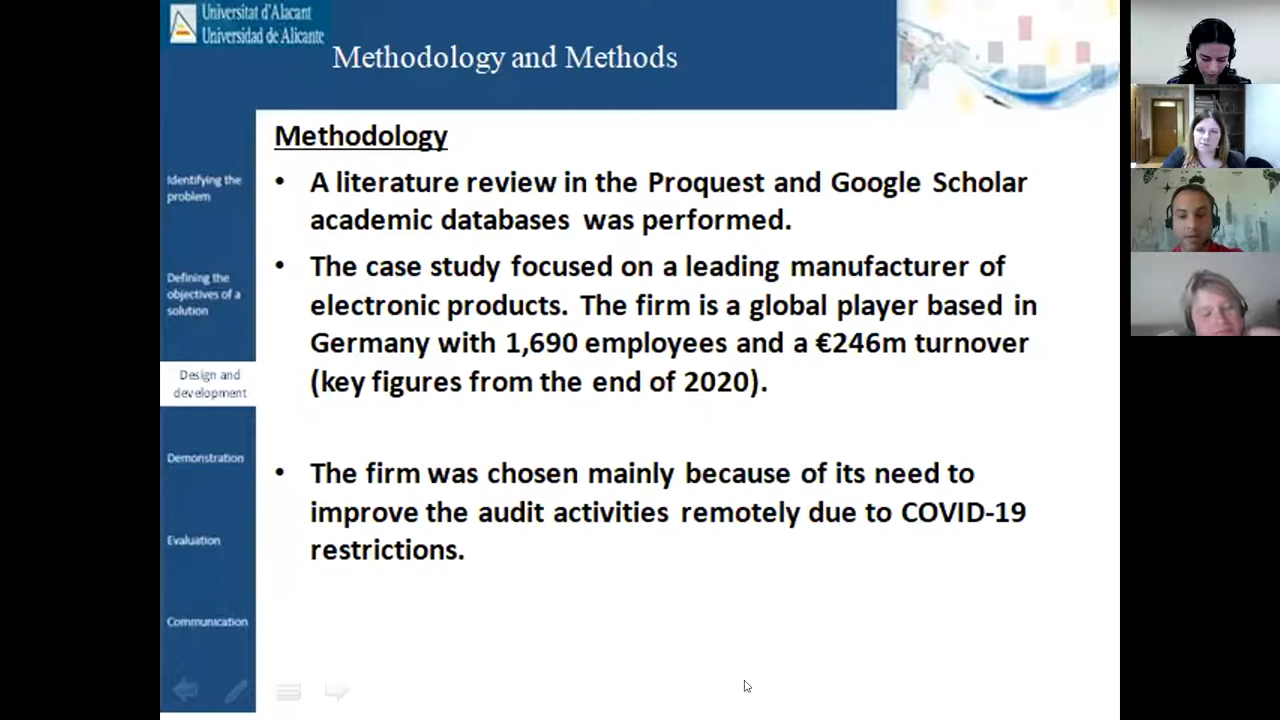 Universitat d'Alacant
Universidad de Alicante
Methodology and Methods
Identifying the
problem
Defining the
objectives of a
solution
Design and
development
Demonstration
Evaluation
Communication
Methodology
• A literature review in the Proquest and Google Scholar
academic databases was performed.
• The case study focused on a leading manufacturer of
electronic products. The firm is a global player based in
Germany with 1,690 employees and a €246m turnover
(key figures from the end of 2020).
• The firm was chosen mainly because of its need to
improve the audit activities remotely due to COVID-19
restrictions.